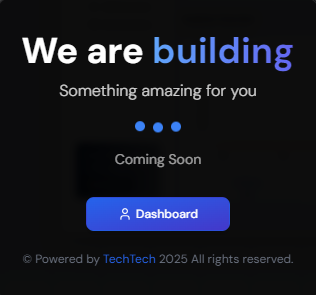 We are building
Something amazing for you
Coming Soon
Dashboard
© Powered by TechTech 2025 All rights reserved.